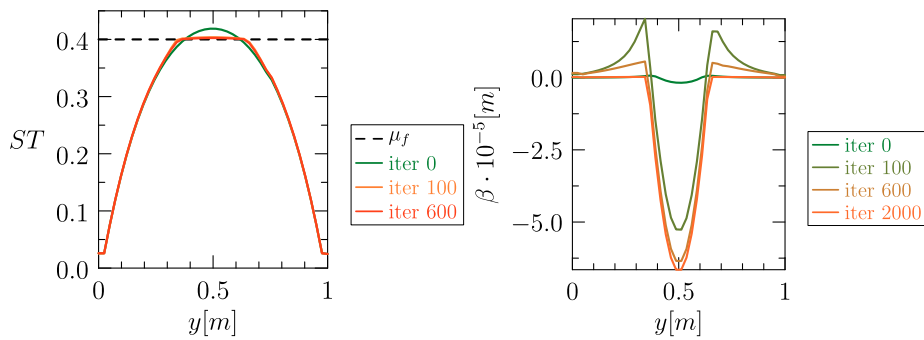 0.4
0.3
0.2
0.1
0.0
ST
0
0.5
1
y[m]
μ_f
iter 0
iter 100
iter 600
0.0
−2.5
−5.0
β · 10^{−5}[m]
0
0.5
1
y[m]
iter 0
iter 100
iter 600
iter 2000